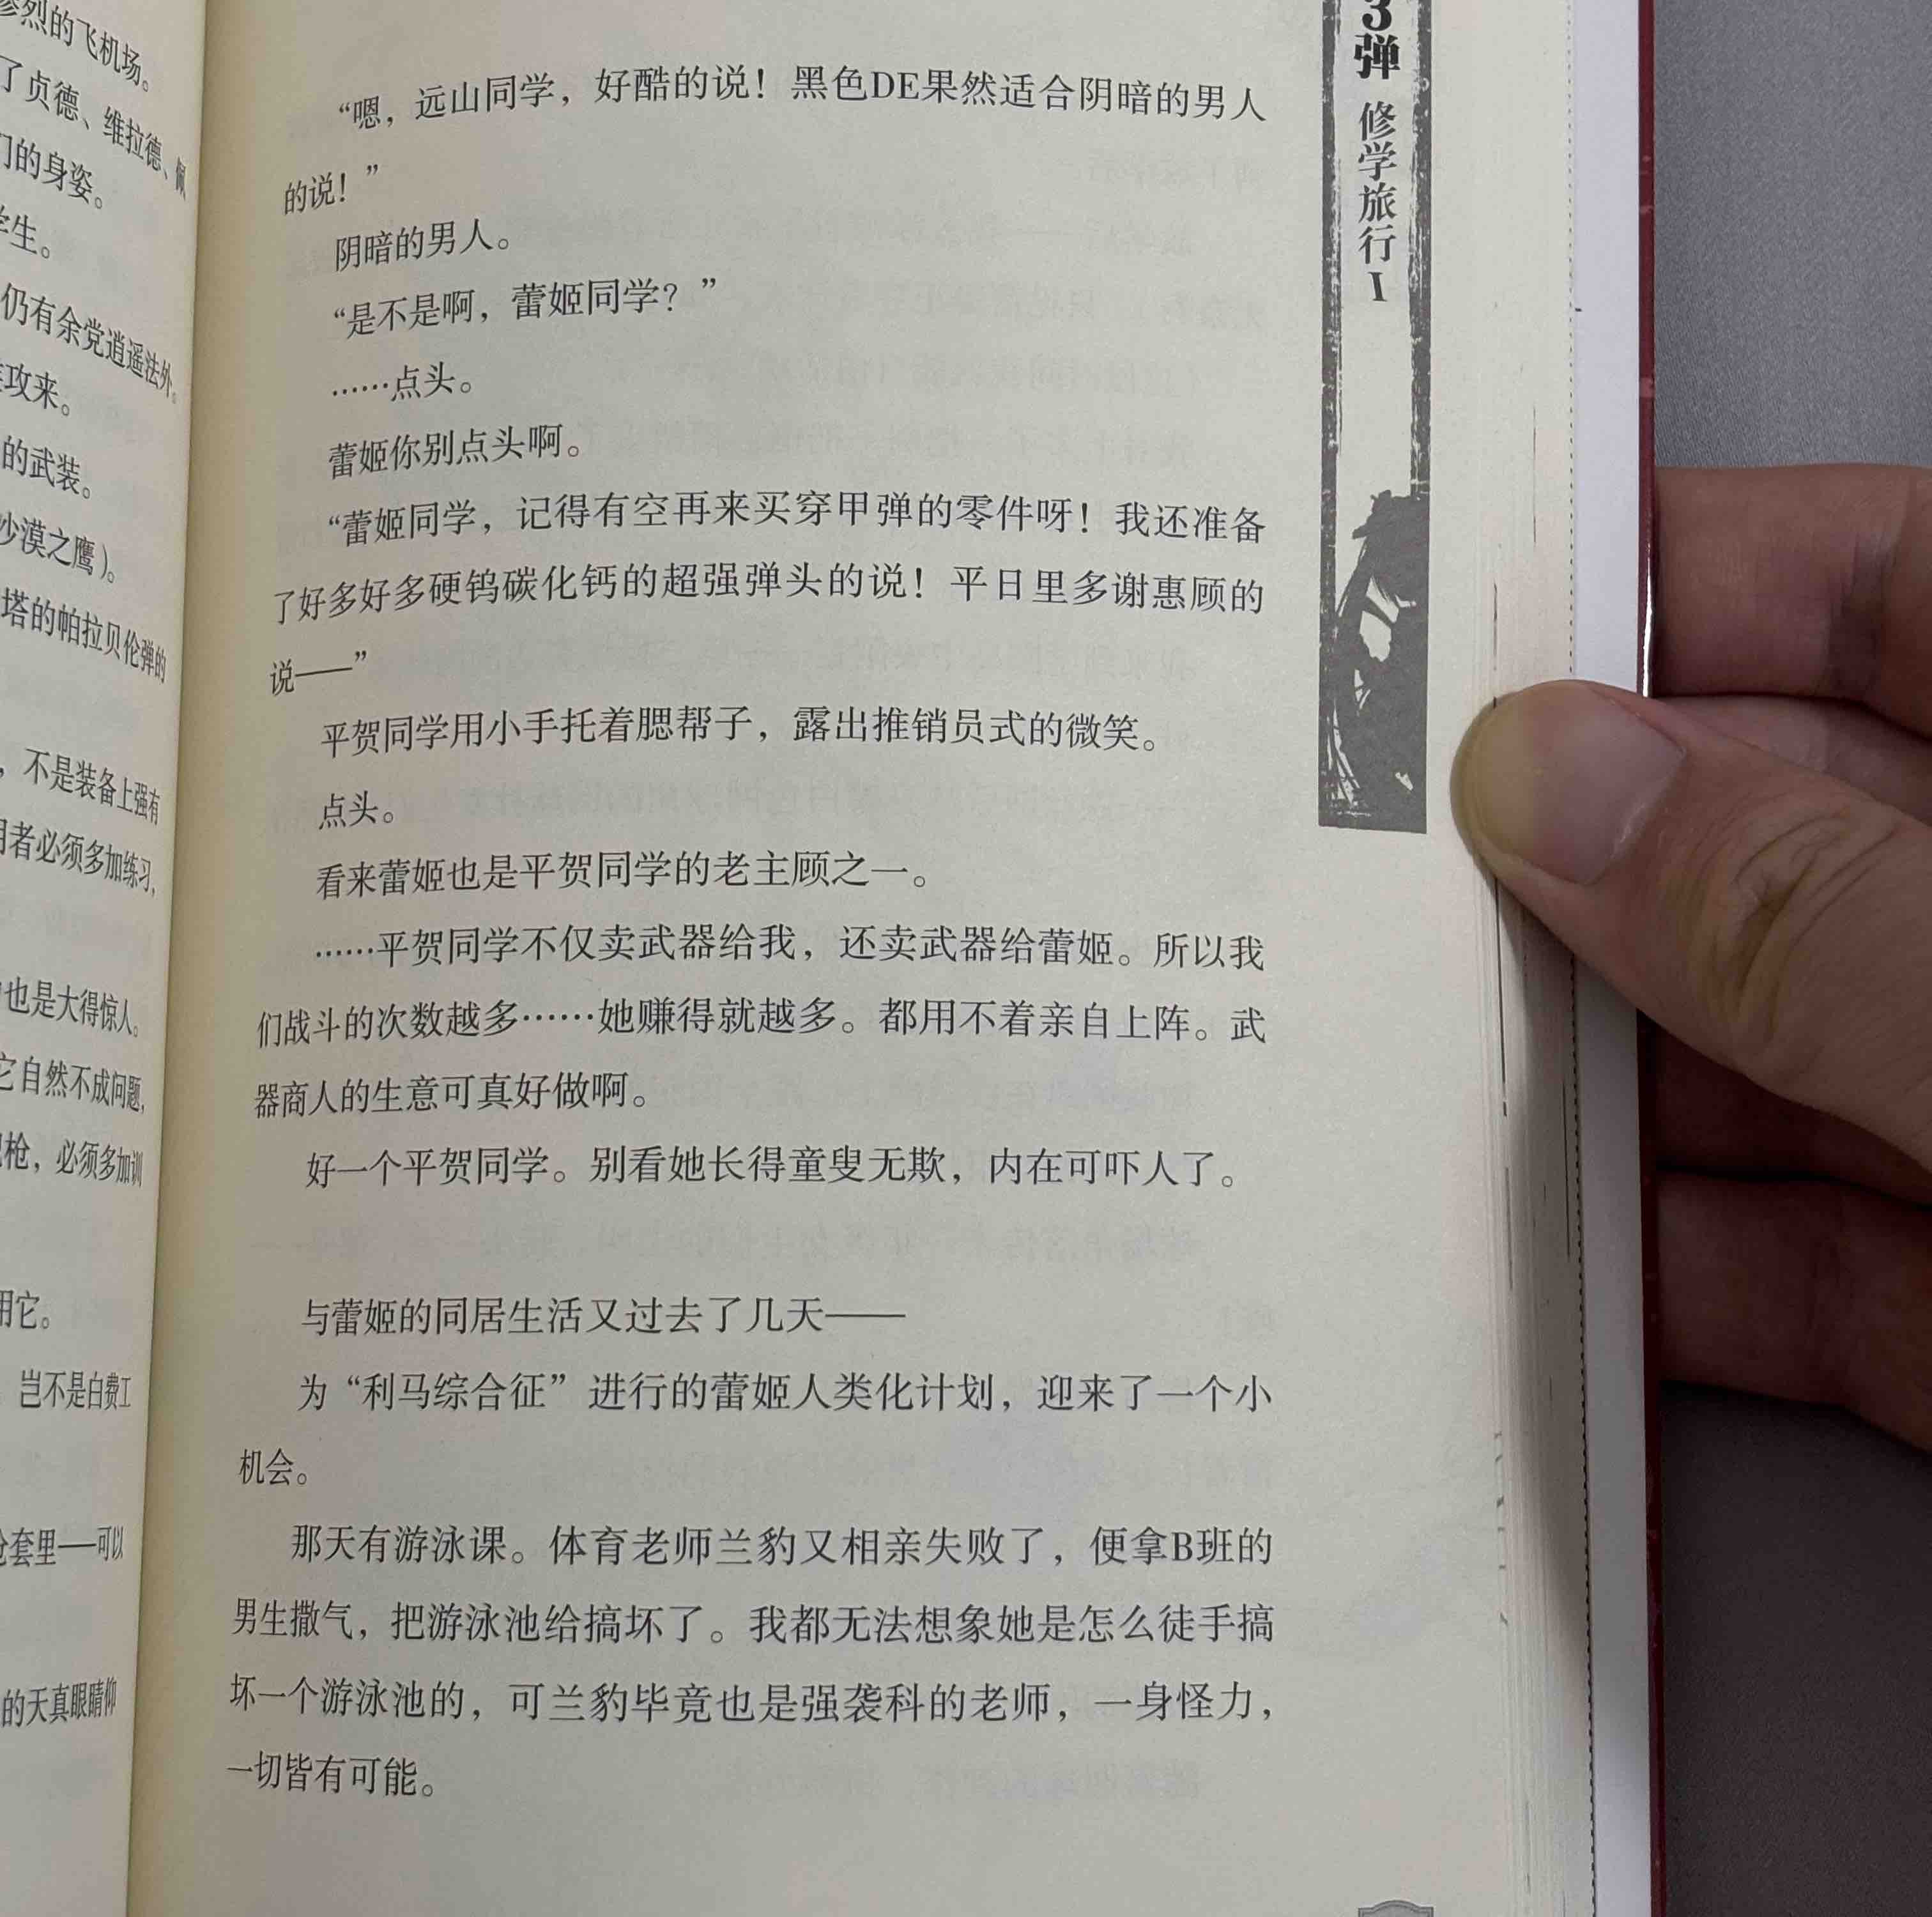 惨烈的飞机场。
了贞德、维拉德、佩
们的身姿。
学生。
仍有余党逍遥法外。
攻来。
的武装。
沙漠之鹰）。
塔的帕拉贝伦弹的
，不是装备上强有
用者必须多加练习，
也是大得惊人。
它自然不成问题，
枪，必须多加训
用它。
岂不是白费工
枪套里——可以
的天真眼睛仰
“嗯，远山同学，好酷的说！黑色DE果然适合阴暗的男人
的说！”
阴暗的男人。
“是不是啊，蕾姬同学？”
……点头。
蕾姬你别点头啊。
“蕾姬同学，记得有空再来买穿甲弹的零件呀！我还准备
了好多好多硬钨碳化钙的超强弹头的说！平日里多谢惠顾的
说——”
平贺同学用小手托着腮帮子，露出推销员式的微笑。
点头。
看来蕾姬也是平贺同学的老主顾之一。
……平贺同学不仅卖武器给我，还卖武器给蕾姬。所以我
们战斗的次数越多……她赚得就越多。都用不着亲自上阵。武
器商人的生意可真好做啊。
好一个平贺同学。别看她长得童叟无欺，内在可吓人了。
与蕾姬的同居生活又过去了几天——
为“利马综合征”进行的蕾姬人类化计划，迎来了一个小
机会。
那天有游泳课。体育老师兰豹又相亲失败了，便拿B班的
男生撒气，把游泳池给搞坏了。我都无法想象她是怎么徒手搞
坏一个游泳池的，可兰豹毕竟也是强袭科的老师，一身怪力，
一切皆有可能。
3弹 修学旅行I